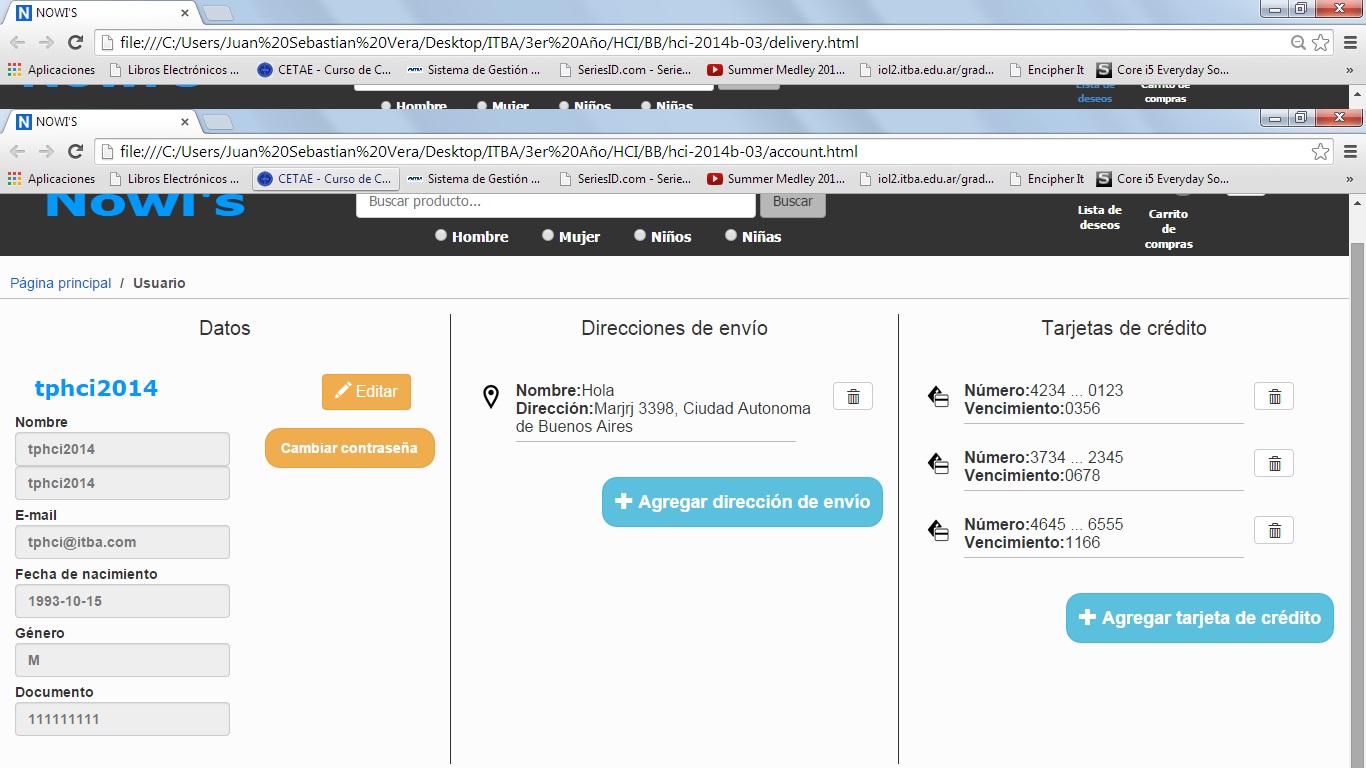 NOWI'S
file:///C:/Users/Juan%20Sebastian%20Vera/Desktop/ITBA/3er%20Año/HCI/BB/hci-2014b-03/delivery.html
Aplicaciones Libros Electrónicos ... CETAE - Curso de C... Sistema de Gestión ... SeriesID.com - Serie... Summer Medley 201... iol2.itba.edu.ar/grad... Encipher It Core i5 Everyday So... »
Hombre Mujer Niños Niñas
Lista de deseos
Carrito de compras
NOWI'S
file:///C:/Users/Juan%20Sebastian%20Vera/Desktop/ITBA/3er%20Año/HCI/BB/hci-2014b-03/account.html
Aplicaciones Libros Electrónicos ... CETAE - Curso de C... Sistema de Gestión ... SeriesID.com - Serie... Summer Medley 201... iol2.itba.edu.ar/grad... Encipher It Core i5 Everyday So... »
Nowi's
Buscar producto...
Buscar
Hombre Mujer Niños Niñas
Lista de
deseos
Carrito
de
compras
Página principal / Usuario
Datos
tphci2014
Editar
Nombre
tphci2014
Cambiar contraseña
tphci2014
E-mail
tphci@itba.com
Fecha de nacimiento
1993-10-15
Género
M
Documento
111111111
Direcciones de envío
Nombre:Hola
Dirección:Marjrj 3398, Ciudad Autonoma
de Buenos Aires
Agregar dirección de envío
Tarjetas de crédito
Número:4234 ... 0123
Vencimiento:0356
Número:3734 ... 2345
Vencimiento:0678
Número:4645 ... 6555
Vencimiento:1166
Agregar tarjeta de crédito